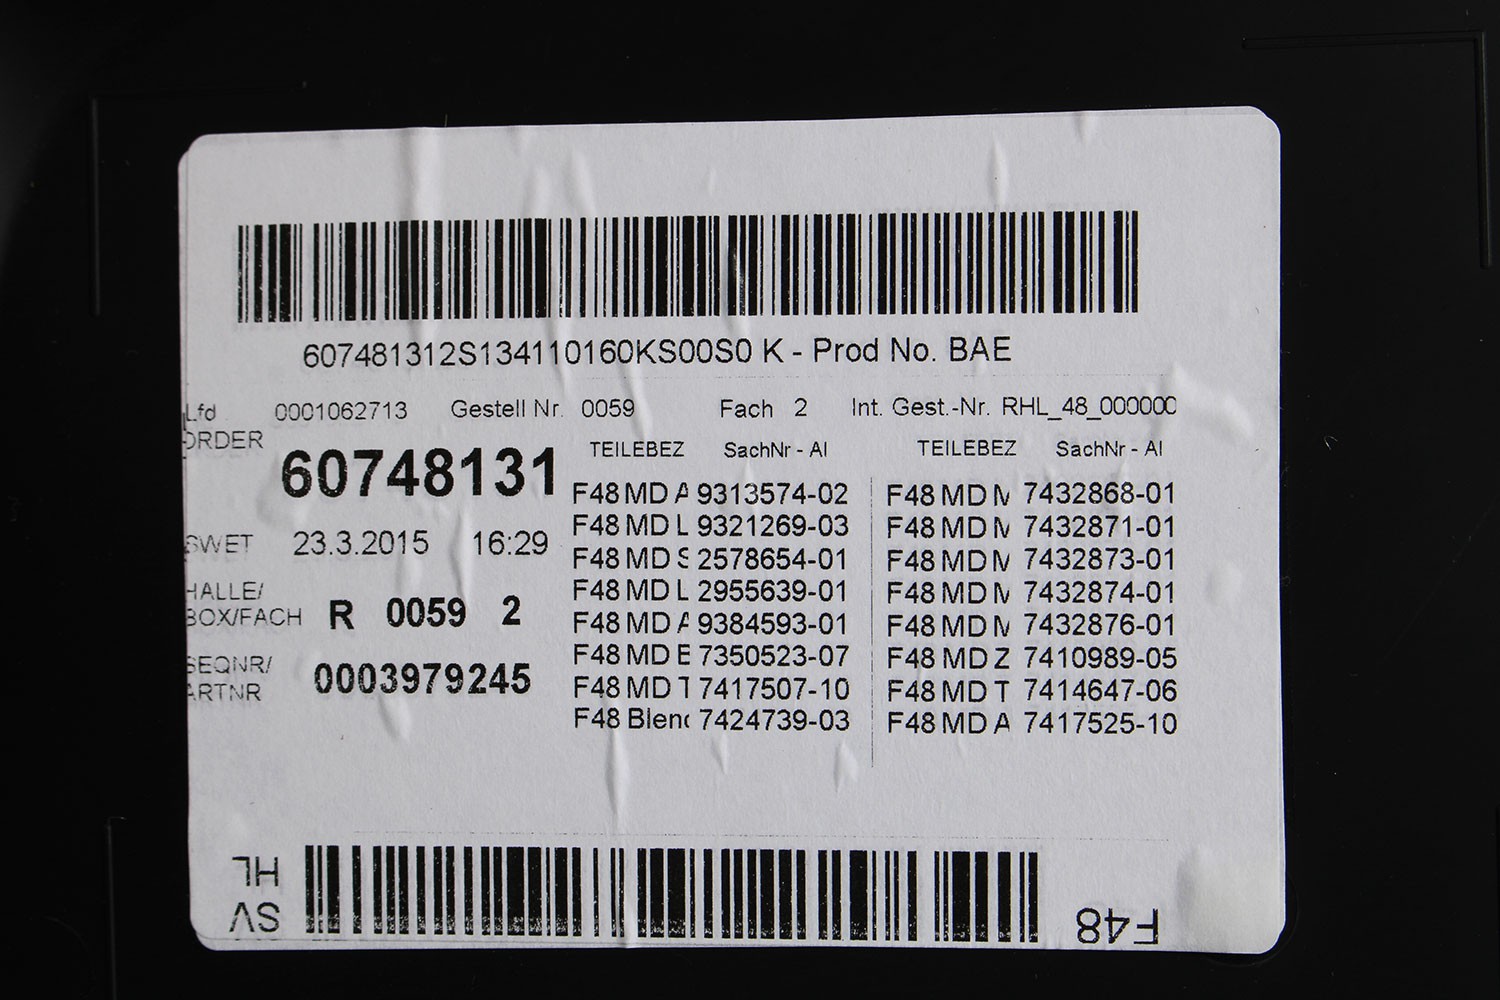 607481312S134110160KS00S0 K - Prod No. BAE
Lfd 0001062713 Gestell Nr. 0059 Fach 2 Int. Gest.-Nr. RHL_48_000000
ORDER 60748131
TEILEBEZ SachNr - AI TEILEBEZ SachNr - AI
F48 MD A 9313574-02 F48 MD M 7432868-01
F48 MD L 9321269-03 F48 MD M 7432871-01
SWET 23.3.2015 16:29
F48 MD S 2578654-01 F48 MD M 7432873-01
F48 MD L 2955639-01 F48 MD M 7432874-01
HALLE/
BOX/FACH R 0059 2
F48 MD A 9384593-01 F48 MD M 7432876-01
F48 MD E 7350523-07 F48 MD Z 7410989-05
SEQNR/
ARTNR 0003979245
F48 MD T 7417507-10 F48 MD T 7414647-06
F48 Blenc 7424739-03 F48 MD A 7417525-10
F48
SV
HL